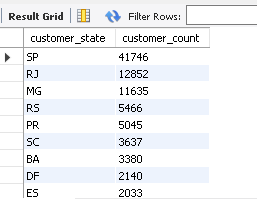 Result Grid Filter Rows:
customer_state customer_count
SP 41746
RJ 12852
MG 11635
RS 5466
PR 5045
SC 3637
BA 3380
DF 2140
ES 2033